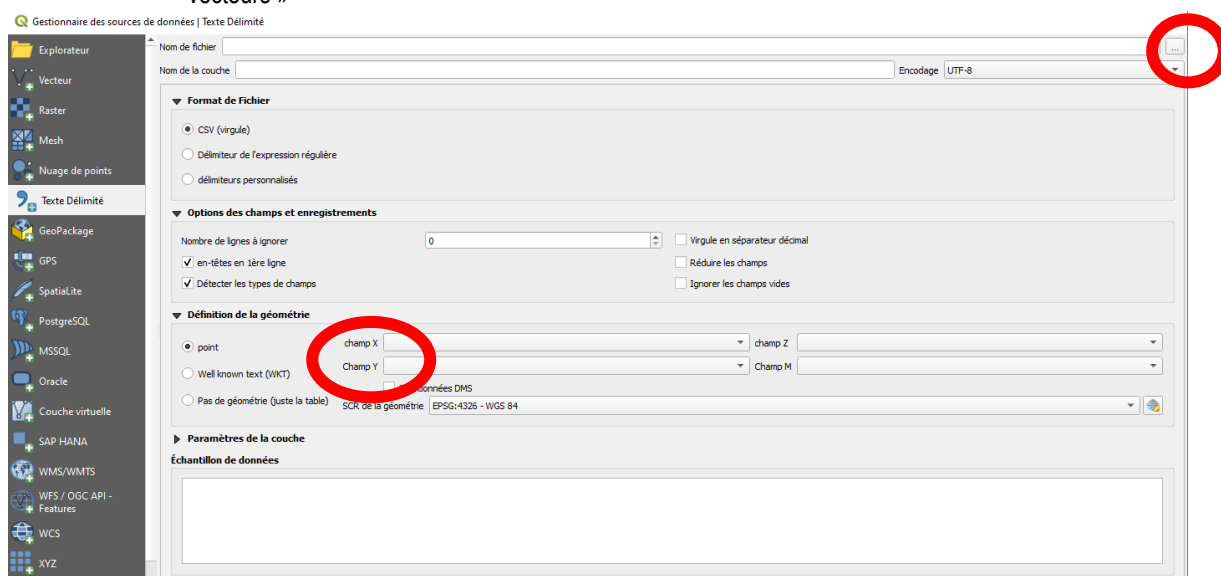 vecteurs »
Gestionnaire des sources de données | Texte Délimité
Explorateur
Vecteur
Raster
Mesh
Nuage de points
Texte Délimité
GeoPackage
GPS
SpatiaLite
PostgreSQL
MSSQL
Oracle
Couche virtuelle
SAP HANA
WMS/WMTS
WFS / OGC API -
Features
WCS
XYZ
Nom de fichier ...
Nom de la couche Encodage UTF-8
Format de Fichier
CSV (virgule)
Délimiteur de l'expression régulière
délimiteurs personnalisés
Options des champs et enregistrements
Nombre de lignes à ignorer 0 Virgule en séparateur décimal
en-têtes en 1ère ligne Réduire les champs
Détecter les types de champs Ignorer les champs vides
Définition de la géométrie
point champ X champ Z
Well known text (WKT) Champ Y Champ M
DMS
Pas de géométrie (juste la table) SCR de la géométrie EPSG:4326 - WGS 84
Paramètres de la couche
Échantillon de données